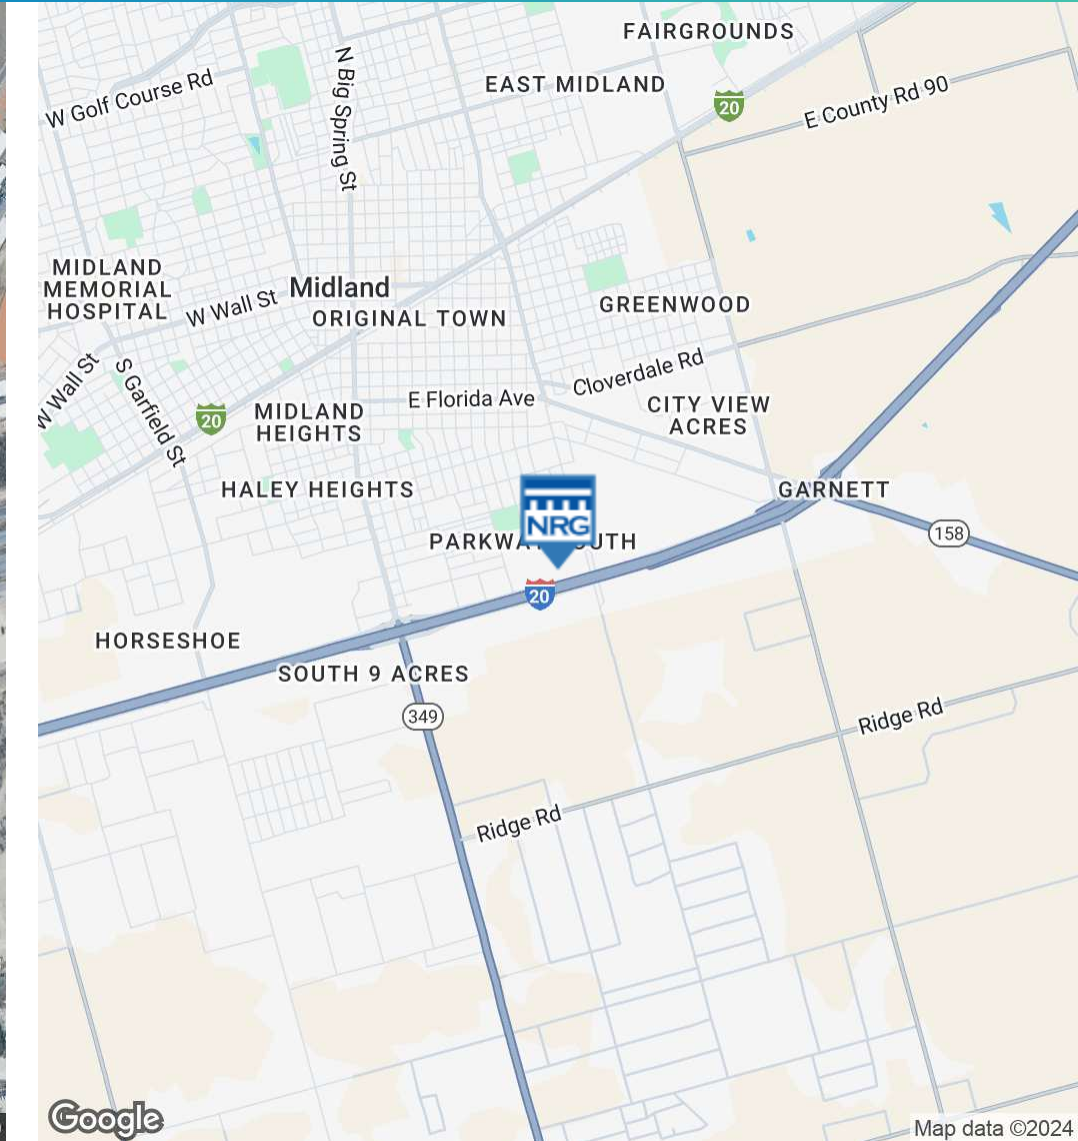 FAIRGROUNDS
EAST MIDLAND
20
W Golf Course Rd
N Big Spring St
E County Rd 90
MIDLAND
MEMORIAL
HOSPITAL
W Wall St
Midland
ORIGINAL TOWN
GREENWOOD
W Wall St
S Garfield St
Cloverdale Rd
E Florida Ave
20
MIDLAND
HEIGHTS
CITY VIEW
ACRES
HALEY HEIGHTS
GARNETT
NRG
158
20
HORSESHOE
SOUTH 9 ACRES
349
Ridge Rd
Ridge Rd
Google
Map data ©2024